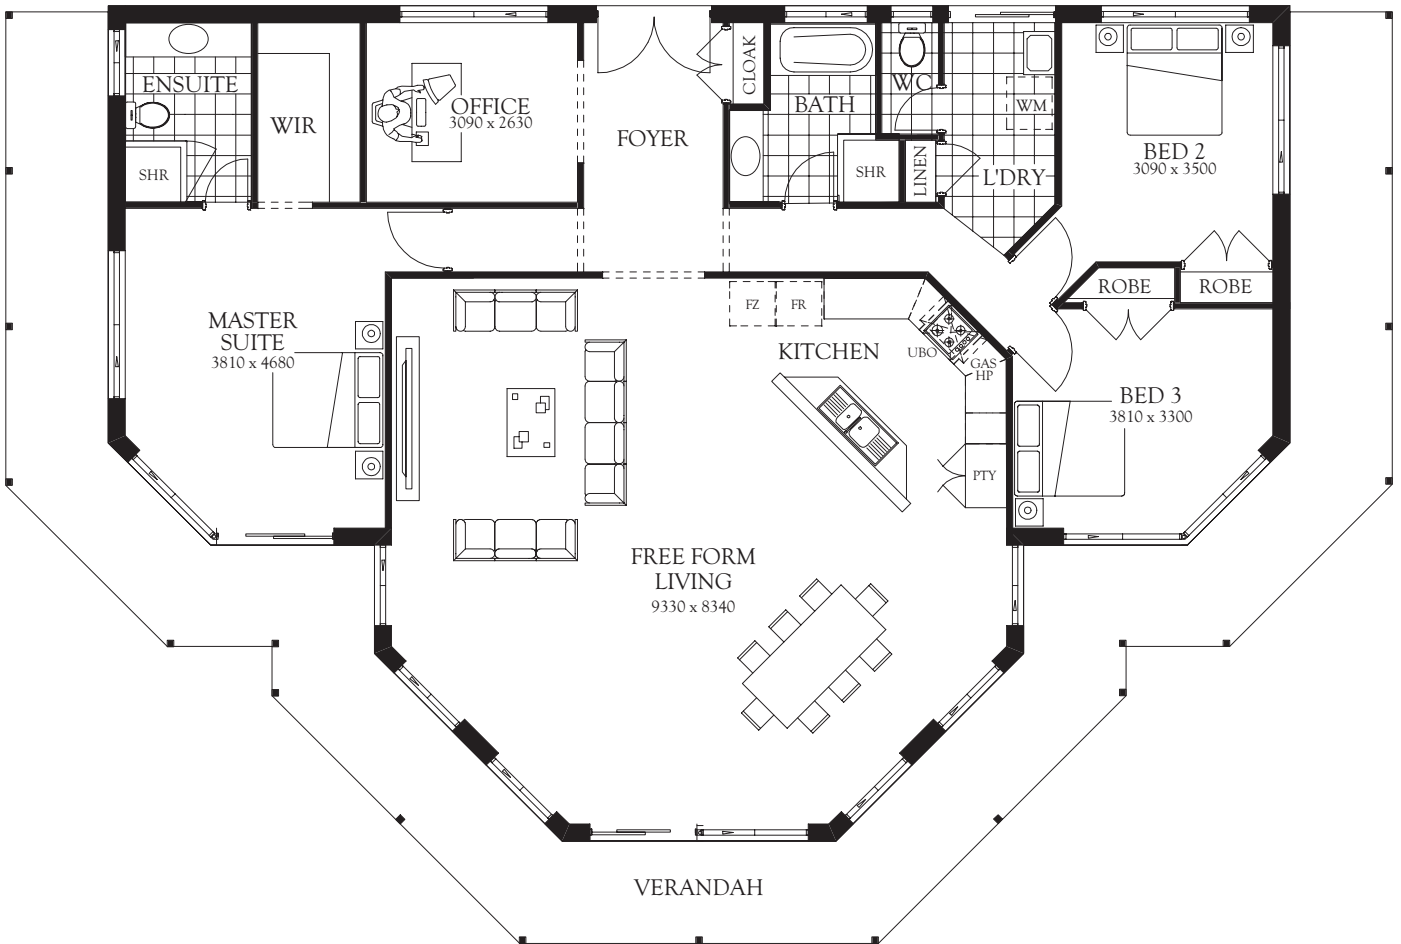 ENSUITE
SHR
WIR
OFFICE
3090 x 2630
FOYER
CLOAK
BATH
SHR
WC
LINEN
WM
L'DRY
BED 2
3090 x 3500
ROBE
ROBE
MASTER
SUITE
3810 x 4680
FZ
FR
KITCHEN
UBO
GAS
HP
PTY
BED 3
3810 x 3300
FREE FORM
LIVING
9330 x 8340
VERANDAH